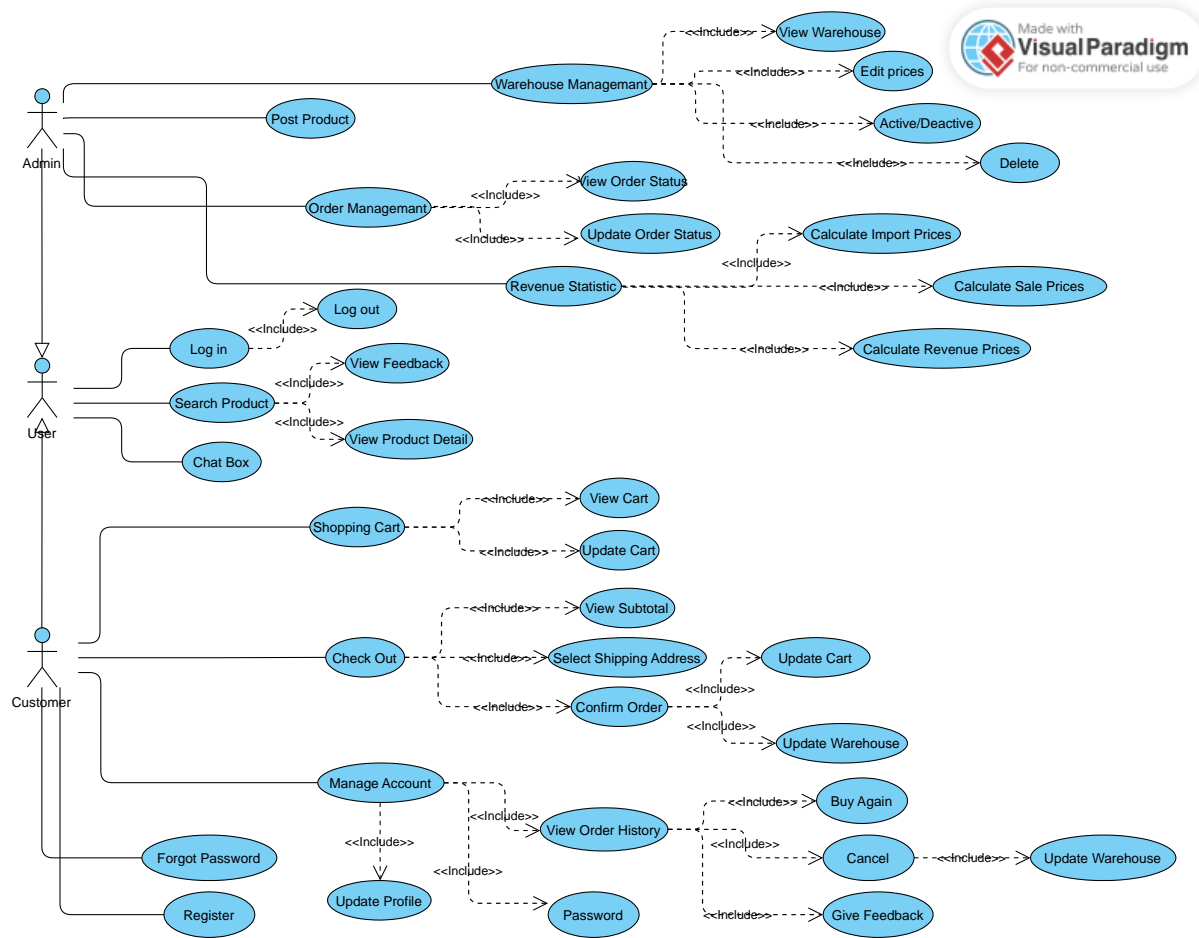 Made with
Visual Paradigm
For non-commercial use
<<Include>>
View Warehouse
<<Include>>
Edit prices
Warehouse Managemant
Post Product
<<Include>>
Active/Deactive
Admin
<<Include>>
Delete
<<Include>>
View Order Status
Order Managemant
<<Include>>
Update Order Status
Calculate Import Prices
<<Include>>
Revenue Statistic
<<Include>>
Calculate Sale Prices
Log out
<<Include>>
Log in
<<Include>>
Calculate Revenue Prices
View Feedback
<<Include>>
Search Product
<<Include>>
User
View Product Detail
Chat Box
<<Include>>
View Cart
Shopping Cart
<<Include>>
Update Cart
<<Include>>
View Subtotal
Check Out
<<Include>>
Select Shipping Address
Update Cart
<<Include>>
Customer
<<Include>>
Confirm Order
<<Include>>
Update Warehouse
Manage Account
<<Include>>
Buy Again
<<Include>>
View Order History
<<Include>>
<<Include>>
Forgot Password
Cancel
<<Include>>
Update Warehouse
<<Include>>
Update Profile
Register
Password
<<Include>>
Give Feedback